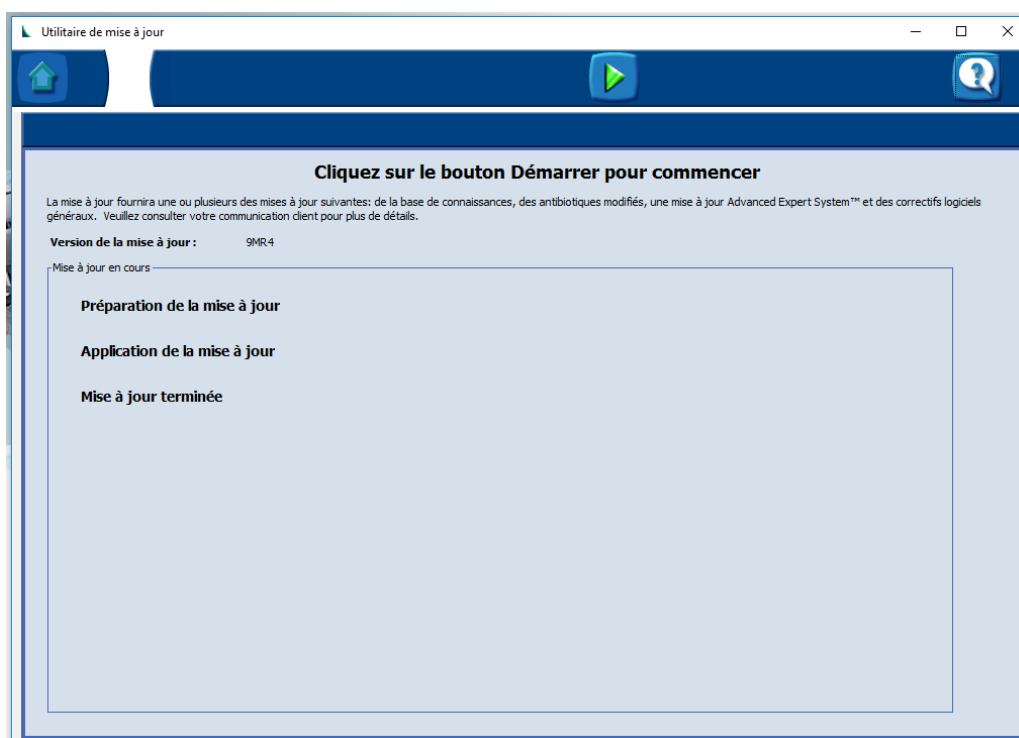 Utilitaire de mise à jour
Cliquez sur le bouton Démarrer pour commencer
La mise à jour fournira une ou plusieurs des mises à jour suivantes: de la base de connaissances, des antibiotiques modifiés, une mise à jour Advanced Expert System™ et des correctifs logiciels
généraux. Veuillez consulter votre communication client pour plus de détails.
Version de la mise à jour : 9MR4
Mise à jour en cours
Préparation de la mise à jour
Application de la mise à jour
Mise à jour terminée